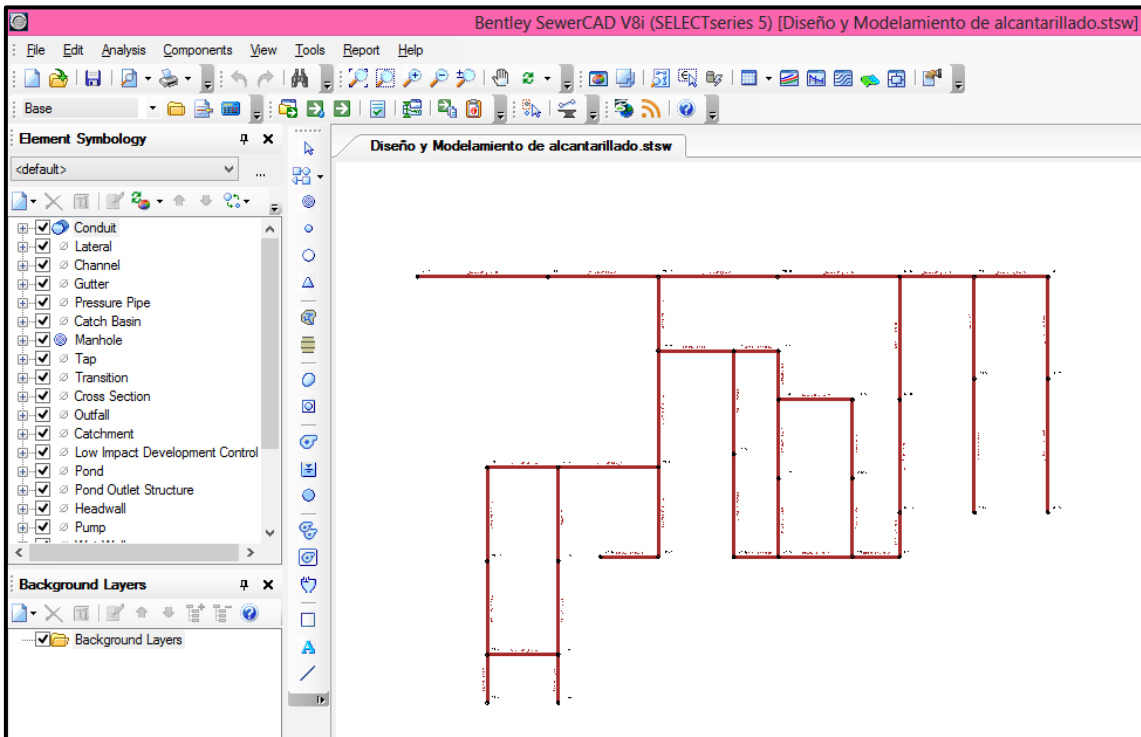 Bentley SewerCAD V8i (SELECTseries 5) [Diseño y Modelamiento de alcantarillado.stsw]
File Edit Analysis Components View Tools Report Help
Base
Element Symbology
<default>
...
Conduit
Lateral
Channel
Gutter
Pressure Pipe
Catch Basin
Manhole
Tap
Transition
Cross Section
Outfall
Catchment
Low Impact Development Control
Pond
Pond Outlet Structure
Headwall
Pump
Background Layers
Background Layers
Diseño y Modelamiento de alcantarillado.stsw